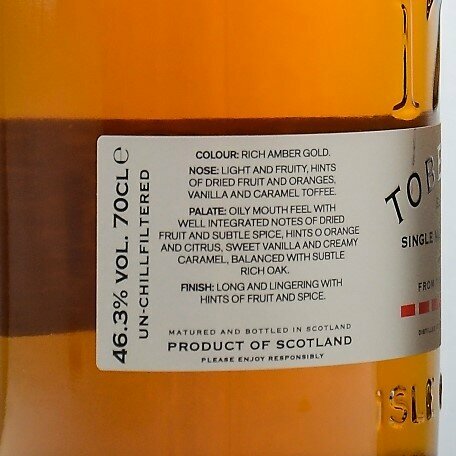 COLOUR: RICH AMBER GOLD.
NOSE: LIGHT AND FRUITY, HINTS
OF DRIED FRUIT AND ORANGES,
VANILLA AND CARAMEL TOFFEE.
PALATE: OILY MOUTH FEEL WITH
WELL INTEGRATED NOTES OF DRIED
FRUIT AND SUBTLE SPICE, HINTS O ORANGE
AND CITRUS, SWEET VANILLA AND CREAMY
CARAMEL, BALANCED WITH SUBTLE
RICH OAK.
FINISH: LONG AND LINGERING WITH
HINTS OF FRUIT AND SPICE.
MATURED AND BOTTLED IN SCOTLAND
PRODUCT OF SCOTLAND
PLEASE ENJOY RESPONSIBLY
46.3% VOL. 70CL℮
UN-CHILLFILTERED
TOBE
SINGLE
FROM
ISLE